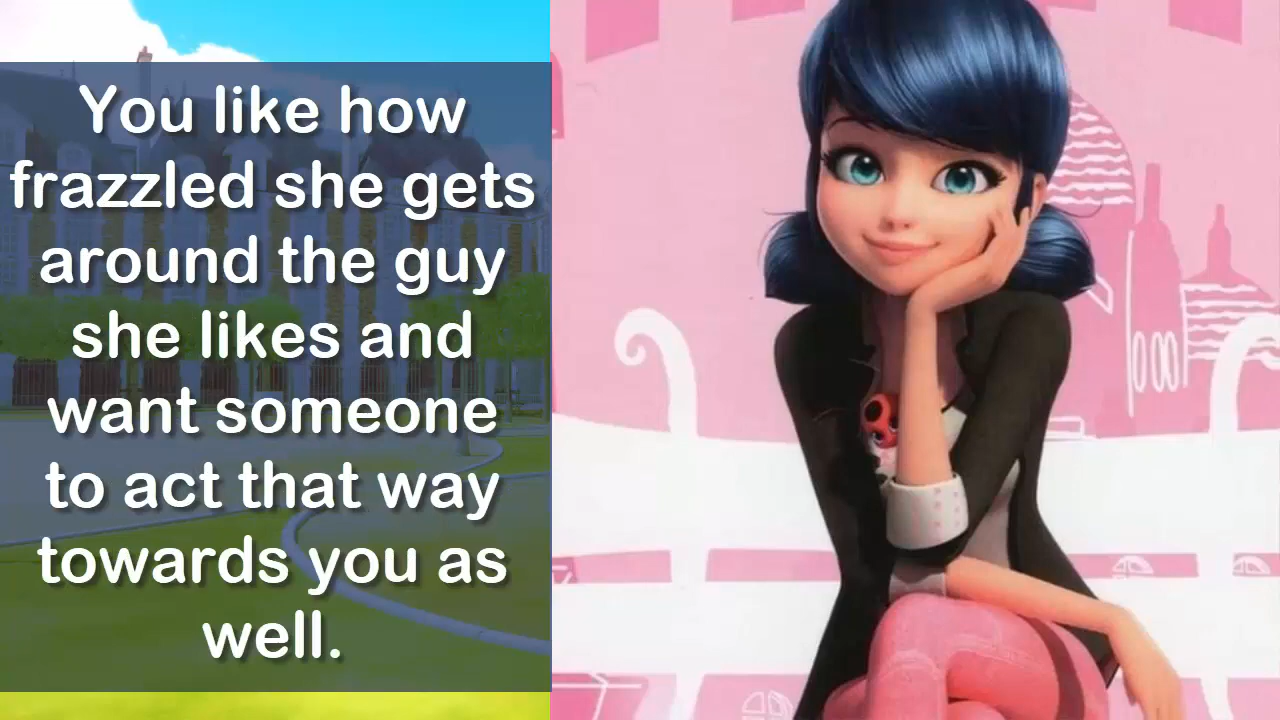 You like how
frazzled she gets
around the guy
she likes and
want someone
to act that way
towards you as
well.